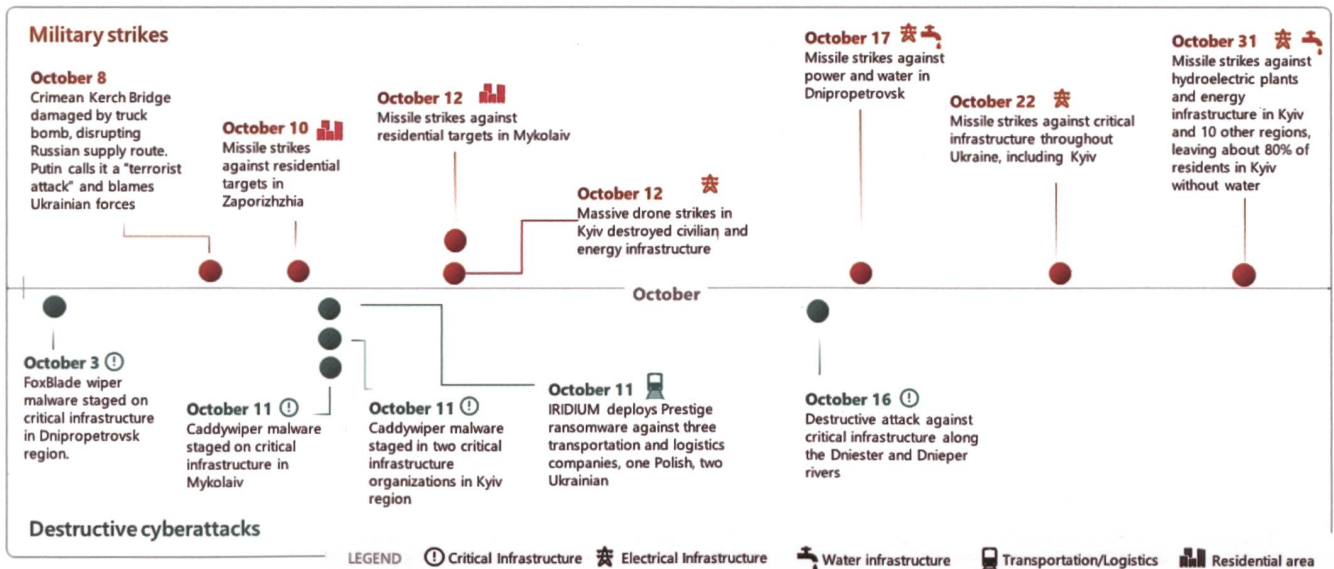 Military strikes
October 8
Crimean Kerch Bridge
damaged by truck
bomb, disrupting
Russian supply route.
Putin calls it a "terrorist
attack" and blames
Ukrainian forces
October 10
Missile strikes
against residential
targets in
Zaporizhzhia
October 12
Missile strikes against
residential targets in Mykolaiv
October 12
Massive drone strikes in
Kyiv destroyed civilian and
energy infrastructure
October 17
Missile strikes against
power and water in
Dnipropetrovsk
October 22
Missile strikes against critical
infrastructure throughout
Ukraine, including Kyiv
October 31
Missile strikes against
hydroelectric plants
and energy
infrastructure in Kyiv
and 10 other regions,
leaving about 80% of
residents in Kyiv
without water
October
October 3
FoxBlade wiper
malware staged on
critical infrastructure
in Dnipropetrovsk
region.
October 11
Caddywiper malware
staged on critical
infrastructure in
Mykolaiv
October 11
Caddywiper malware
staged in two critical
infrastructure
organizations in Kyiv
region
October 11
IRIDIUM deploys Prestige
ransomware against three
transportation and logistics
companies, one Polish, two
Ukrainian
October 16
Destructive attack against
critical infrastructure along
the Dniester and Dnieper
rivers
Destructive cyberattacks
LEGEND Critical Infrastructure Electrical Infrastructure Water infrastructure Transportation/Logistics Residential area